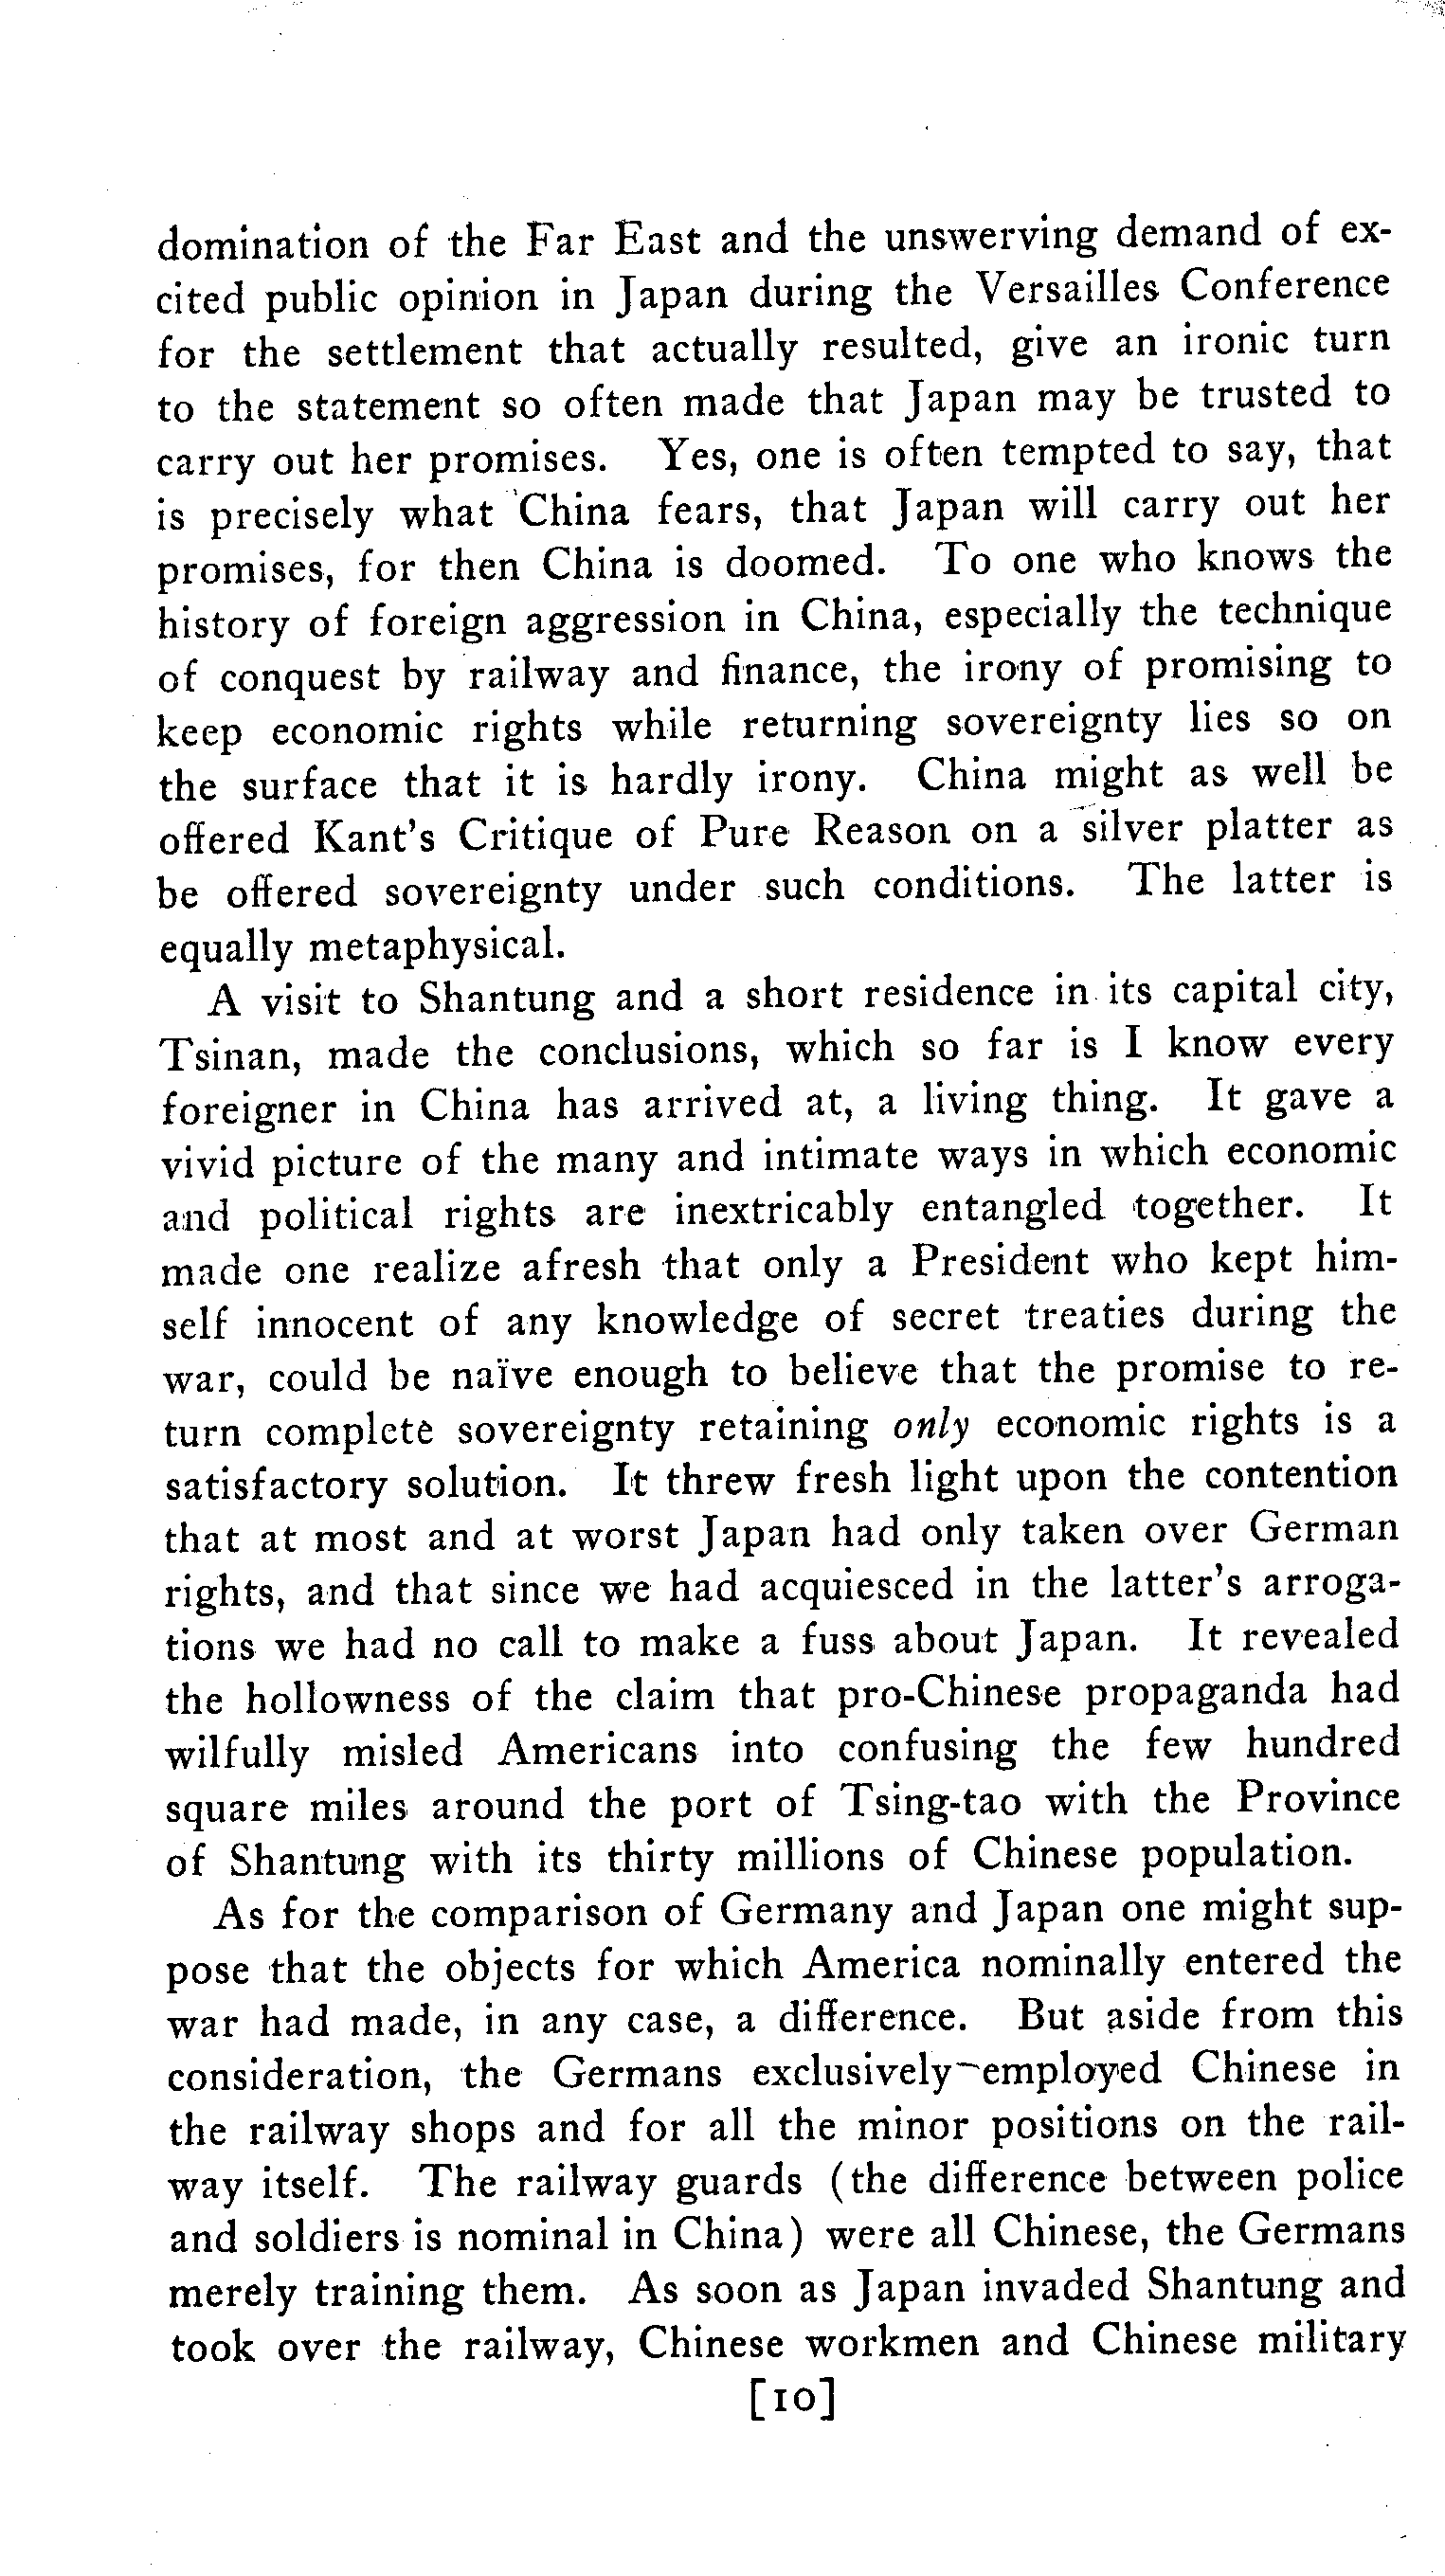 domination of the Far East and the unswerving demand of ex-
cited public opinion in Japan during the Versailles Conference
for the settlement that actually resulted, give an ironic turn
to the statement so often made that Japan may be trusted to
carry out her promises. Yes, one is often tempted to say, that
is precisely what China fears, that Japan will carry out her
promises, for then China is doomed. To one who knows the
history of foreign aggression in China, especially the technique
of conquest by railway and finance, the irony of promising to
keep economic rights while returning sovereignty lies so on
the surface that it is hardly irony. China might as well be
offered Kant's Critique of Pure Reason on a silver platter as
be offered sovereignty under such conditions. The latter is
equally metaphysical.
A visit to Shantung and a short residence in its capital city,
Tsinan, made the conclusions, which so far is I know every
foreigner in China has arrived at, a living thing. It gave a
vivid picture of the many and intimate ways in which economic
and political rights are inextricably entangled together. It
made one realize afresh that only a President who kept him-
self innocent of any knowledge of secret treaties during the
war, could be naïve enough to believe that the promise to re-
turn complete sovereignty retaining only economic rights is a
satisfactory solution. It threw fresh light upon the contention
that at most and at worst Japan had only taken over German
rights, and that since we had acquiesced in the latter's arroga-
tions we had no call to make a fuss about Japan. It revealed
the hollowness of the claim that pro-Chinese propaganda had
wilfully misled Americans into confusing the few hundred
square miles around the port of Tsing-tao with the Province
of Shantung with its thirty millions of Chinese population.
As for the comparison of Germany and Japan one might sup-
pose that the objects for which America nominally entered the
war had made, in any case, a difference. But aside from this
consideration, the Germans exclusively employed Chinese in
the railway shops and for all the minor positions on the rail-
way itself. The railway guards (the difference between police
and soldiers is nominal in China) were all Chinese, the Germans
merely training them. As soon as Japan invaded Shantung and
took over the railway, Chinese workmen and Chinese military
[10]